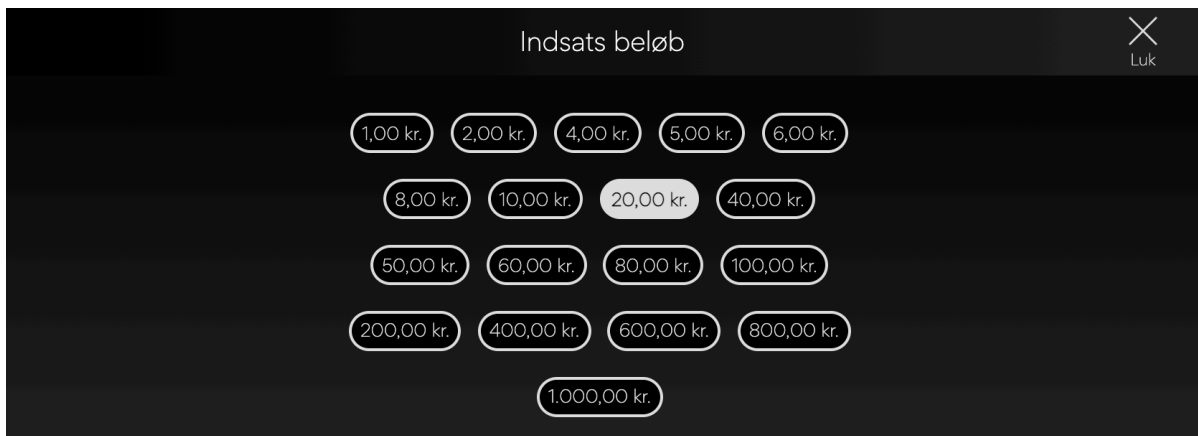 Indsats beløb
Luk
1,00 kr. 2,00 kr. 4,00 kr. 5,00 kr. 6,00 kr.
8,00 kr. 10,00 kr. 20,00 kr. 40,00 kr.
50,00 kr. 60,00 kr. 80,00 kr. 100,00 kr.
200,00 kr. 400,00 kr. 600,00 kr. 800,00 kr.
1.000,00 kr.